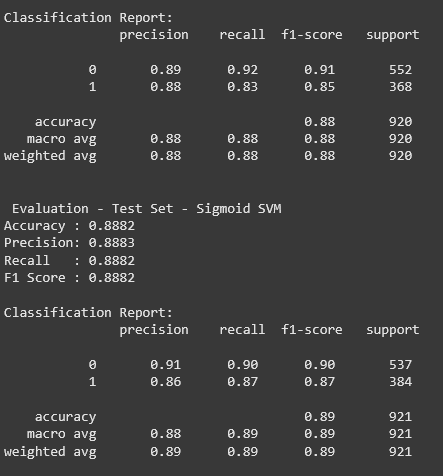 Classification Report:
precision recall f1-score support
0 0.89 0.92 0.91 552
1 0.88 0.83 0.85 368
accuracy 0.88 920
macro avg 0.88 0.88 0.88 920
weighted avg 0.88 0.88 0.88 920
Evaluation - Test Set - Sigmoid SVM
Accuracy : 0.8882
Precision: 0.8883
Recall : 0.8882
F1 Score : 0.8882
Classification Report:
precision recall f1-score support
0 0.91 0.90 0.90 537
1 0.86 0.87 0.87 384
accuracy 0.89 921
macro avg 0.88 0.89 0.89 921
weighted avg 0.89 0.89 0.89 921